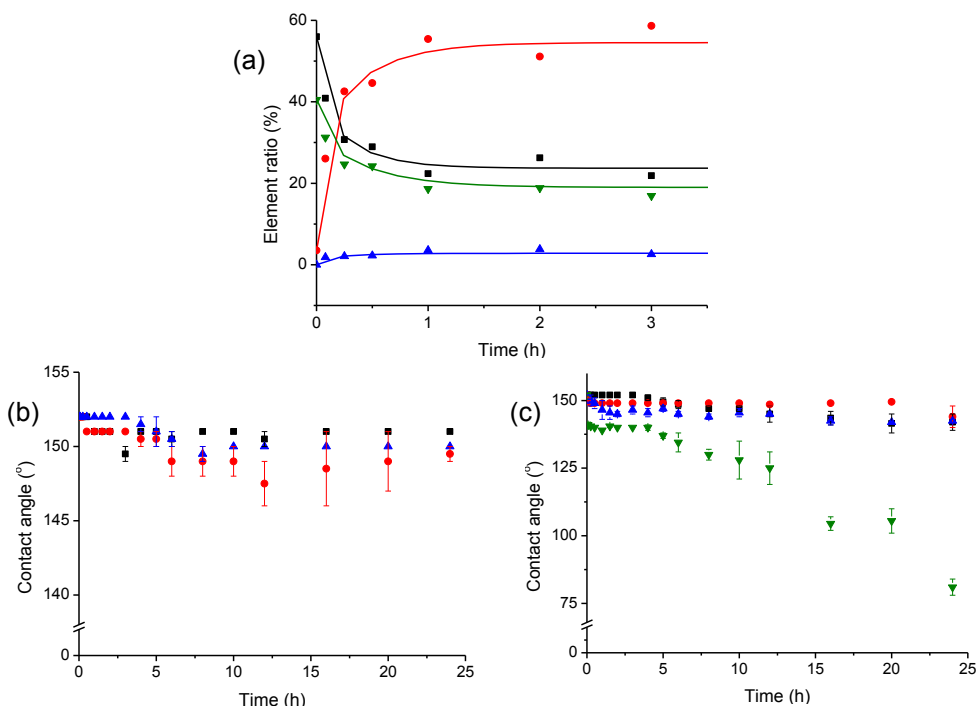 (a)
Element ratio (%)
60
40
20
0
0 1 2 3
Time (h)
(b)
Contact angle (°)
155
150
145
140
0
0 5 10 15 20 25
Time (h)
(c)
Contact angle (°)
150
125
100
75
0
0 5 10 15 20 25
Time (h)